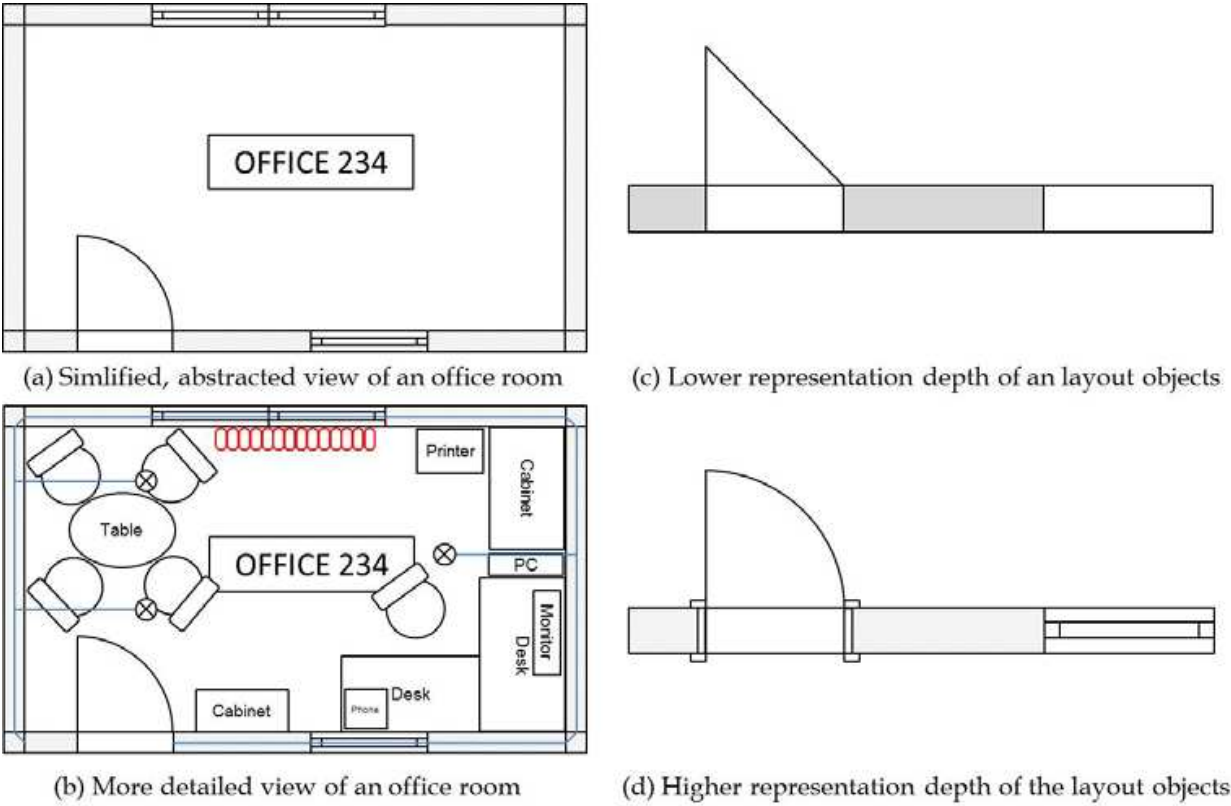 OFFICE 234
(a) Simlified, abstracted view of an office room
(c) Lower representation depth of an layout objects
Printer
Cabinet
Table
OFFICE 234
PC
Monitor
Desk
Desk
Phone
Cabinet
(b) More detailed view of an office room
(d) Higher representation depth of the layout objects